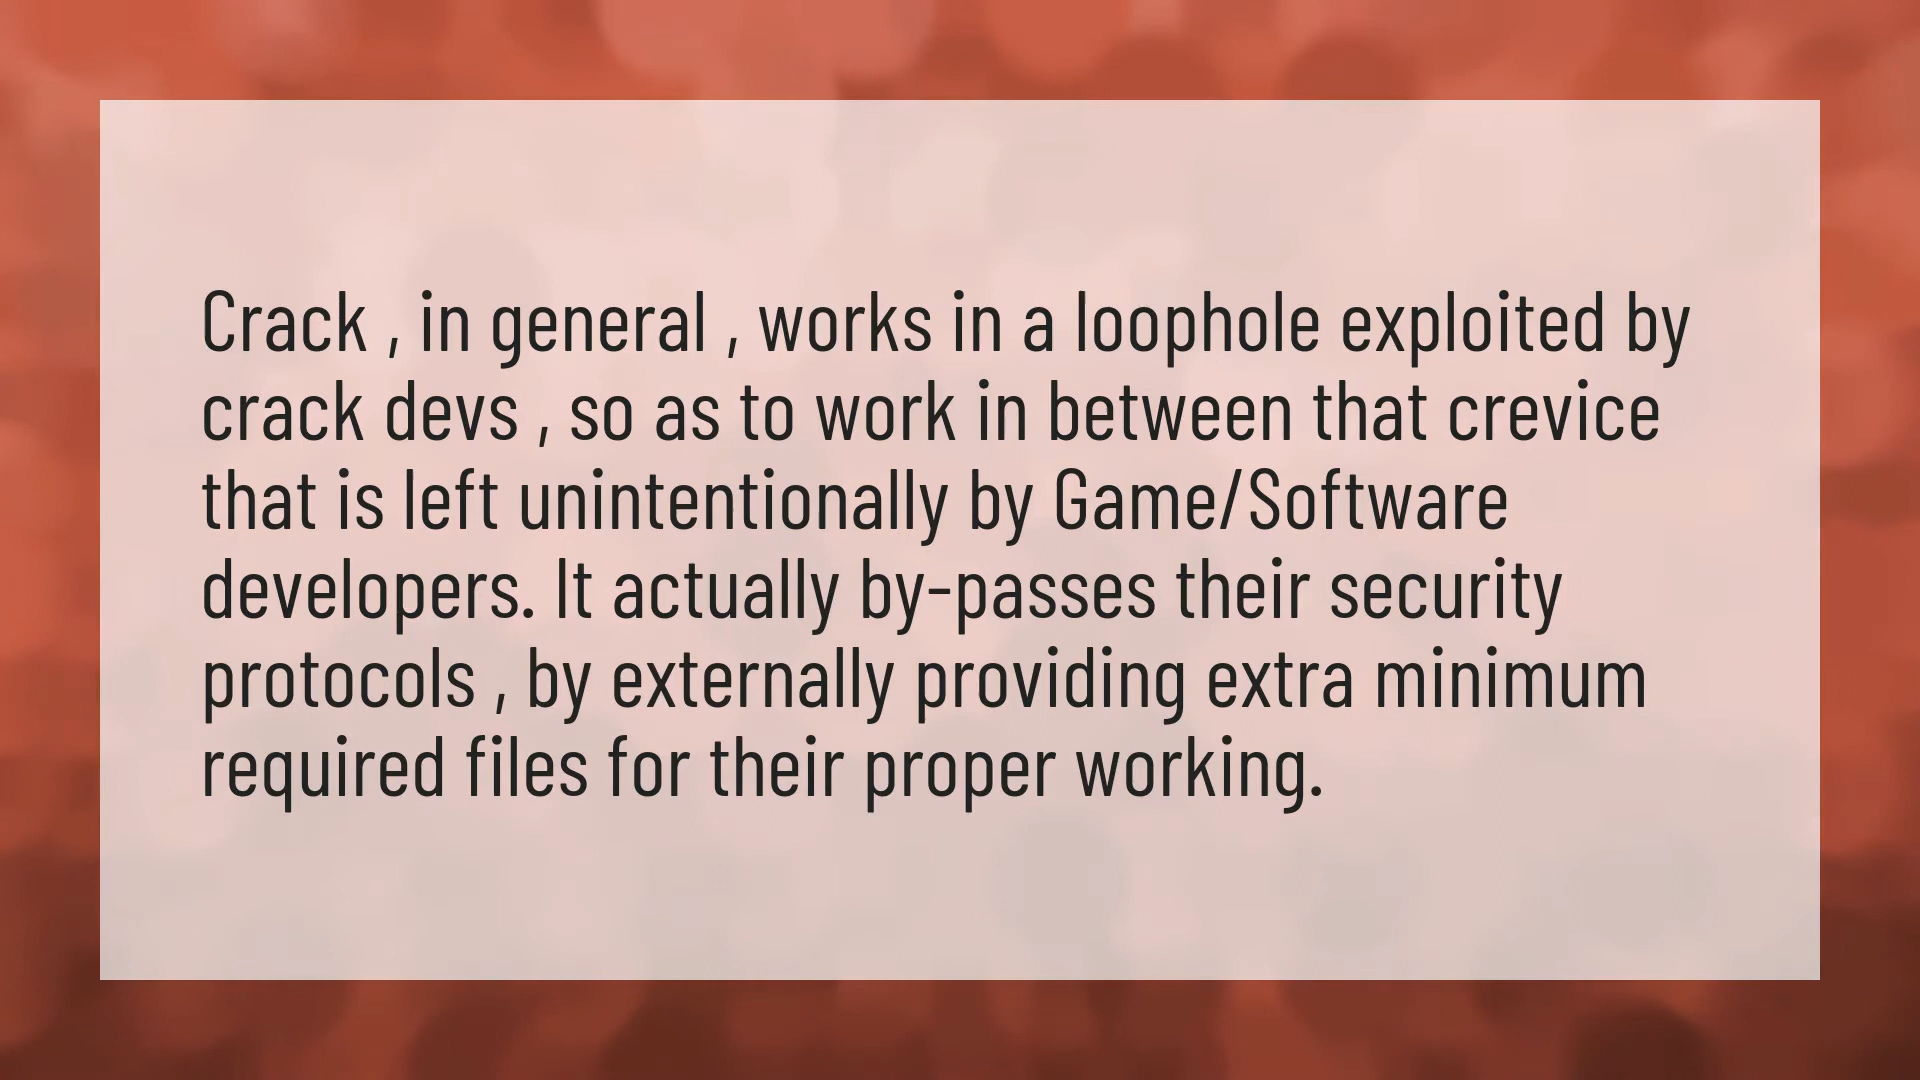 Crack , in general , works in a loophole exploited by
crack devs , so as to work in between that crevice
that is left unintentionally by Game/Software
developers. It actually by-passes their security
protocols , by externally providing extra minimum
required files for their proper working.